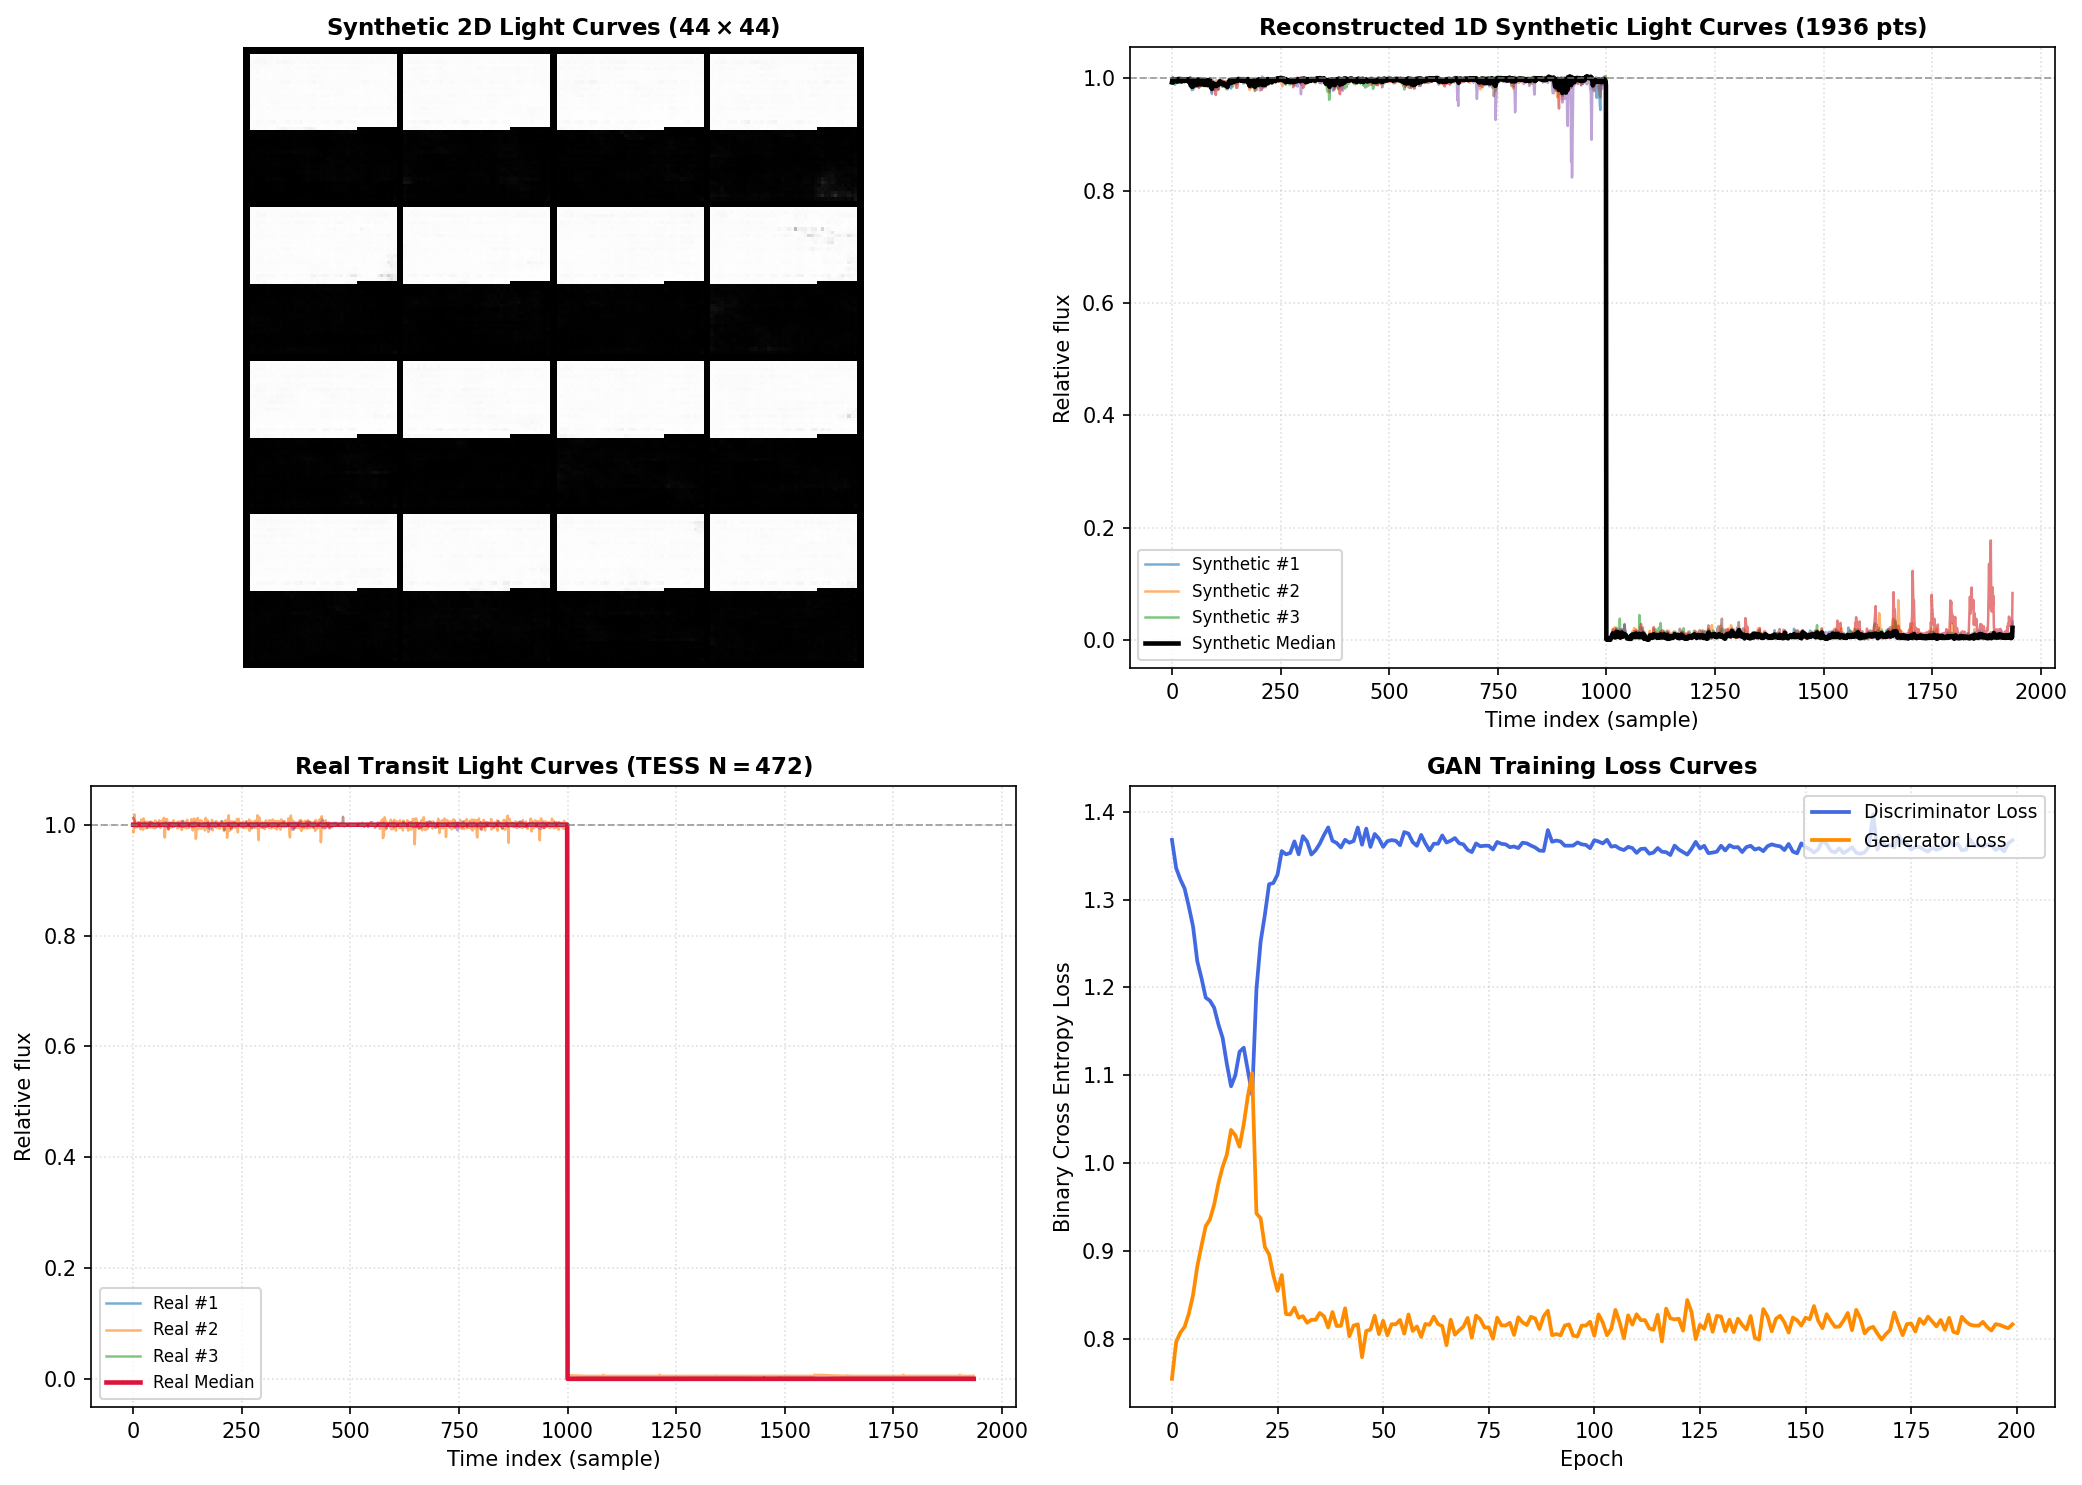 Synthetic 2D Light Curves (44 × 44)
Reconstructed 1D Synthetic Light Curves (1936 pts)
1.0
0.8
0.6
0.4
0.2
0.0
Relative flux
Synthetic #1
Synthetic #2
Synthetic #3
Synthetic Median
0 250 500 750 1000 1250 1500 1750 2000
Time index (sample)
Real Transit Light Curves (TESS N = 472)
1.0
0.8
0.6
0.4
0.2
0.0
Relative flux
Real #1
Real #2
Real #3
Real Median
0 250 500 750 1000 1250 1500 1750 2000
Time index (sample)
GAN Training Loss Curves
1.4
1.3
1.2
1.1
1.0
0.9
0.8
Binary Cross Entropy Loss
Discriminator Loss
Generator Loss
0 25 50 75 100 125 150 175 200
Epoch